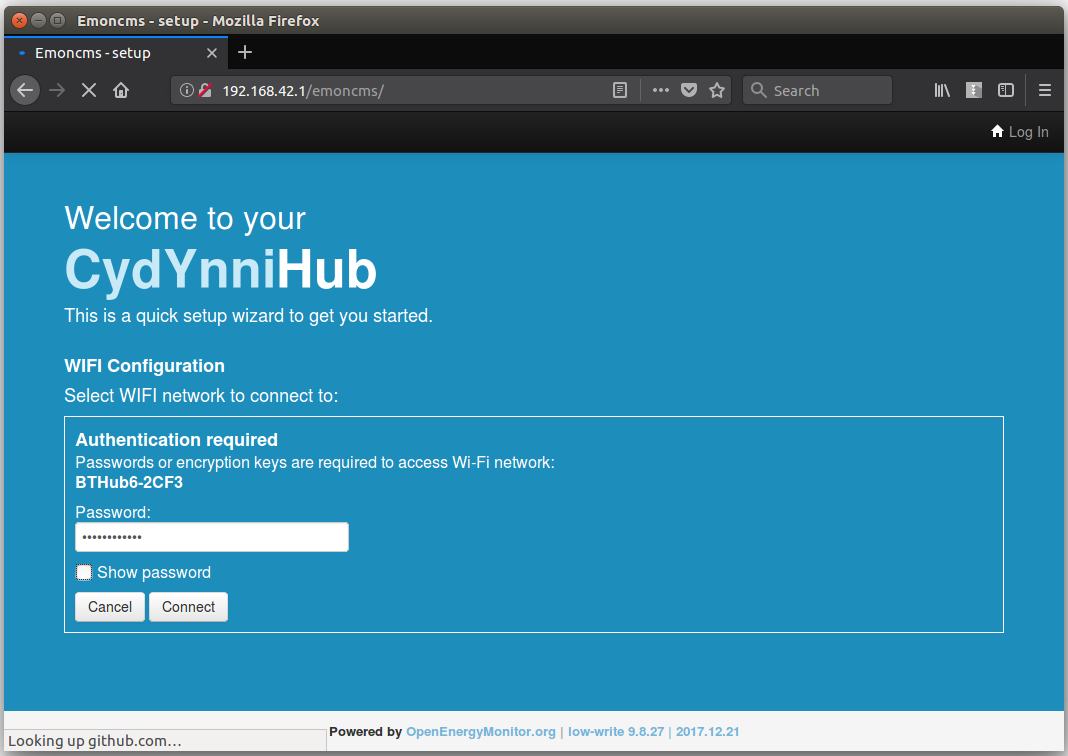 Emoncms - setup - Mozilla Firefox
Emoncms - setup
192.168.42.1/emoncms/
Search
Log In
Welcome to your
CydYnniHub
This is a quick setup wizard to get you started.
WIFI Configuration
Select WIFI network to connect to:
Authentication required
Passwords or encryption keys are required to access Wi-Fi network:
BTHub6-2CF3
Password:
••••••••••••
Show password
Cancel Connect
Powered by OpenEnergyMonitor.org | low-write 9.8.27 | 2017.12.21
Looking up github.com…